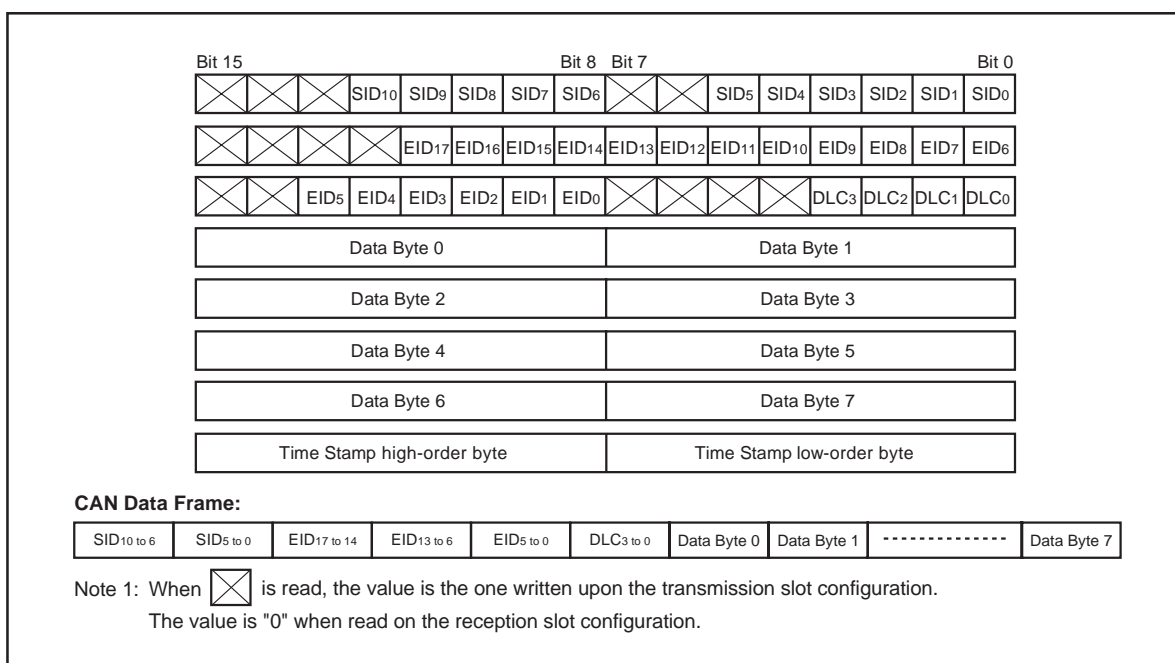 Bit 15 Bit 8 Bit 7 Bit 0
SID10 SID9 SID8 SID7 SID6 SID5 SID4 SID3 SID2 SID1 SID0
EID17 EID16 EID15 EID14 EID13 EID12 EID11 EID10 EID9 EID8 EID7 EID6
EID5 EID4 EID3 EID2 EID1 EID0 DLC3 DLC2 DLC1 DLC0
Data Byte 0 Data Byte 1
Data Byte 2 Data Byte 3
Data Byte 4 Data Byte 5
Data Byte 6 Data Byte 7
Time Stamp high-order byte Time Stamp low-order byte
CAN Data Frame:
SID10 to 6 SID5 to 0 EID17 to 14 EID13 to 6 EID5 to 0 DLC3 to 0 Data Byte 0 Data Byte 1 Data Byte 7
Note 1: When is read, the value is the one written upon the transmission slot configuration.
The value is "0" when read on the reception slot configuration.